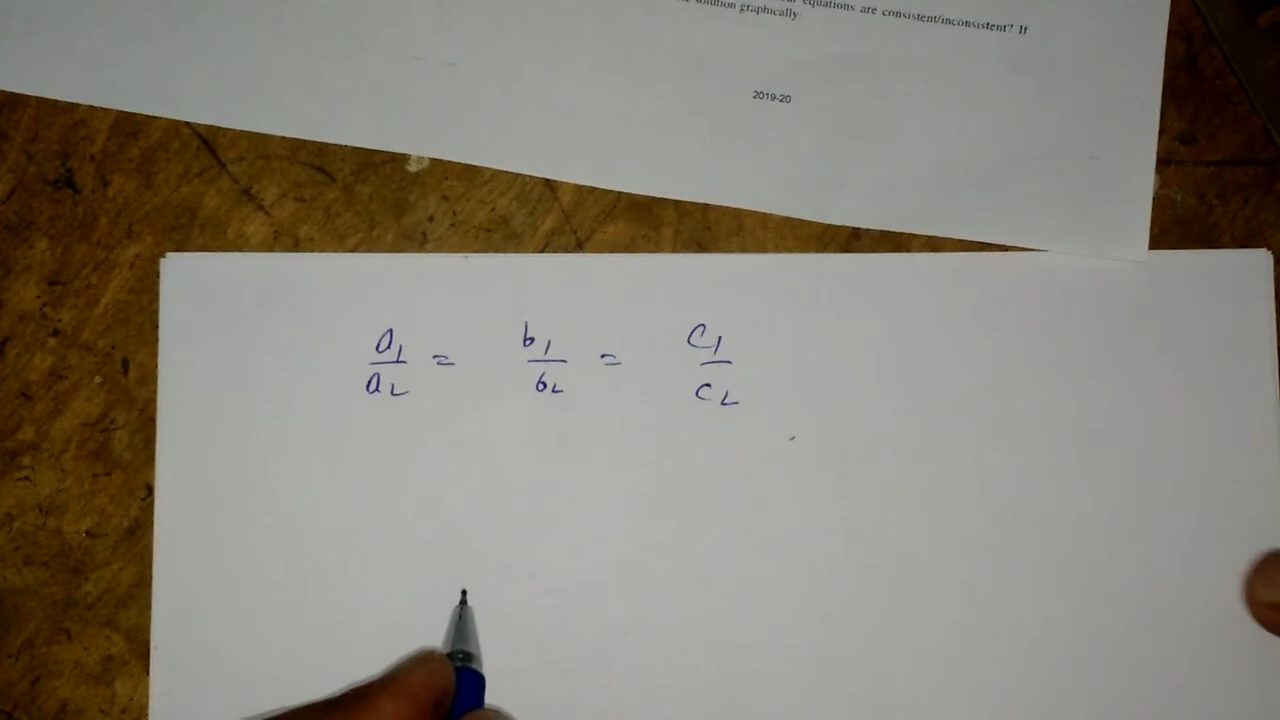 equations are consistent/inconsistent? If
solution graphically
2019-20
a1/a2 = b1/b2 = c1/c2